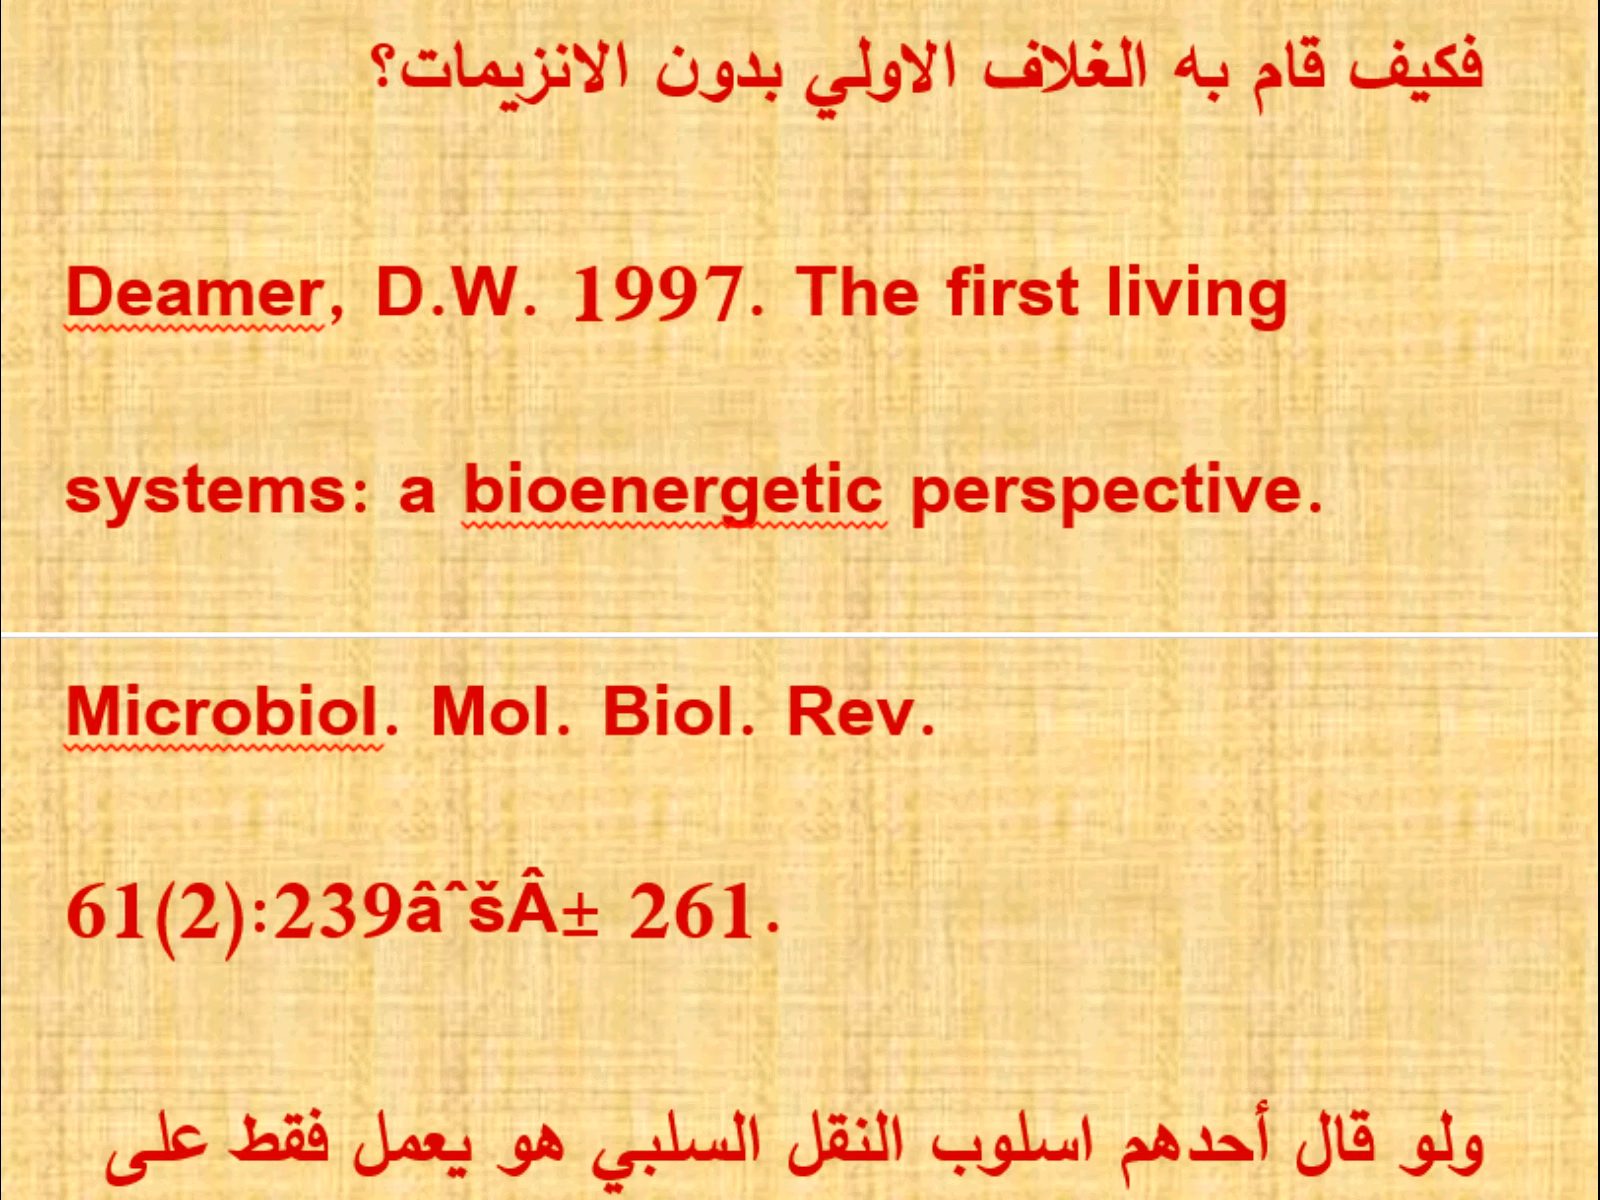 فكيف قام به الغلاف الاولي بدون الانزيمات؟
Deamer, D.W. 1997. The first living
systems: a bioenergetic perspective.
Microbiol. Mol. Biol. Rev.
61(2):239âˆšÂ± 261.
ولو قال أحدهم اسلوب النقل السلبي هو يعمل فقط على